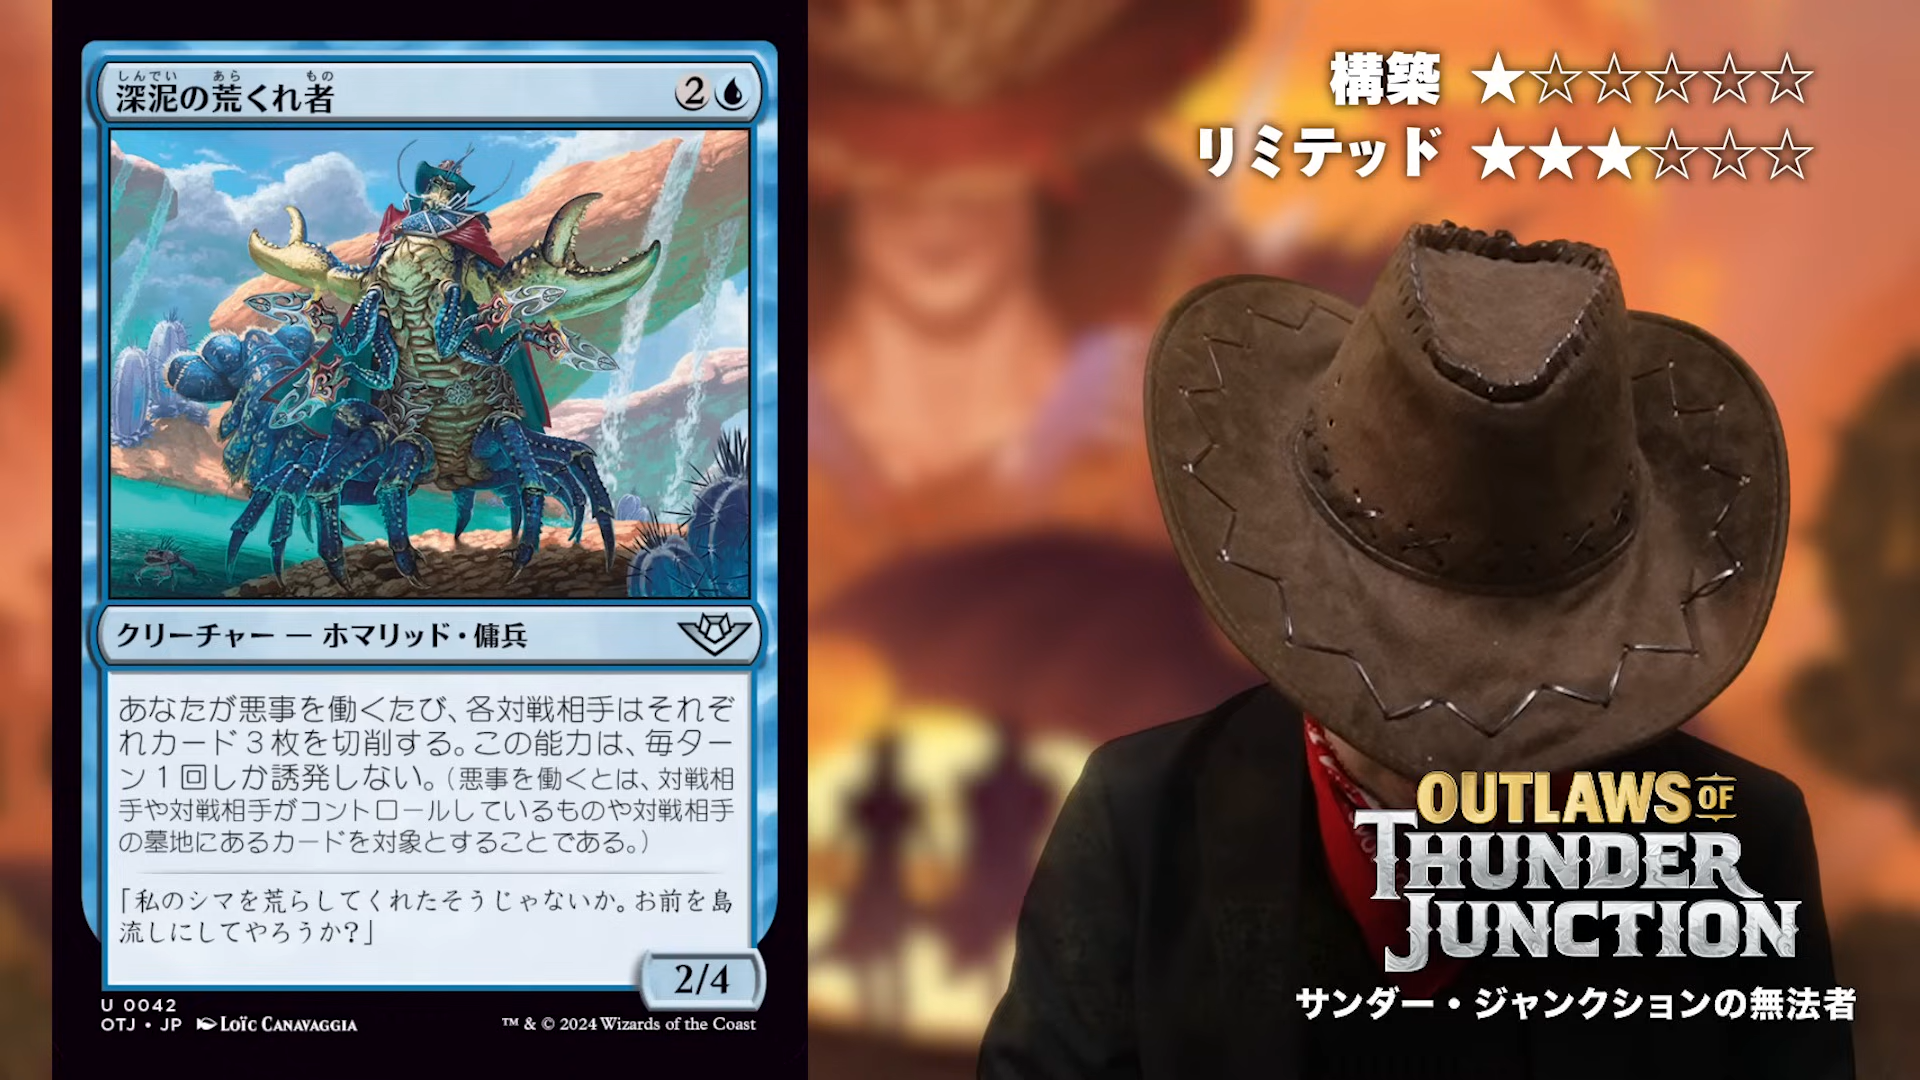 しんでい あら もの
深泥の荒くれ者 2
クリーチャー ― ホマリッド・傭兵
あなたが悪事を働くたび、各対戦相手はそれぞ
れカード３枚を切削する。この能力は、毎ター
ン１回しか誘発しない。（悪事を働くとは、対戦相
手や対戦相手がコントロールしているものや対戦相手
の墓地にあるカードを対象とすることである。）
「私のシマを荒らしてくれたそうじゃないか。お前を島
流しにしてやろうか？」
2/4
U 0042
OTJ・JP Loïc Canavaggia
™ & © 2024 Wizards of the Coast
構築 ★☆☆☆☆☆
リミテッド ★★★☆☆☆
OUTLAWS OF
THUNDER
JUNCTION
サンダー・ジャンクションの無法者